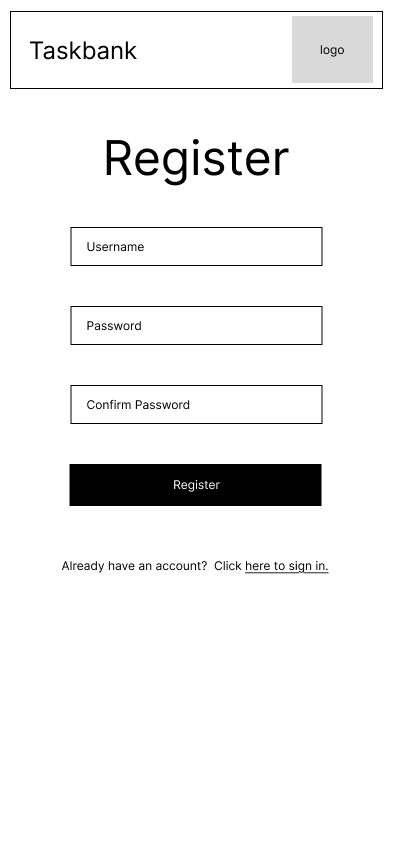 Taskbank
logo
Register
Username
Password
Confirm Password
Register
Already have an account?  Click here to sign in.